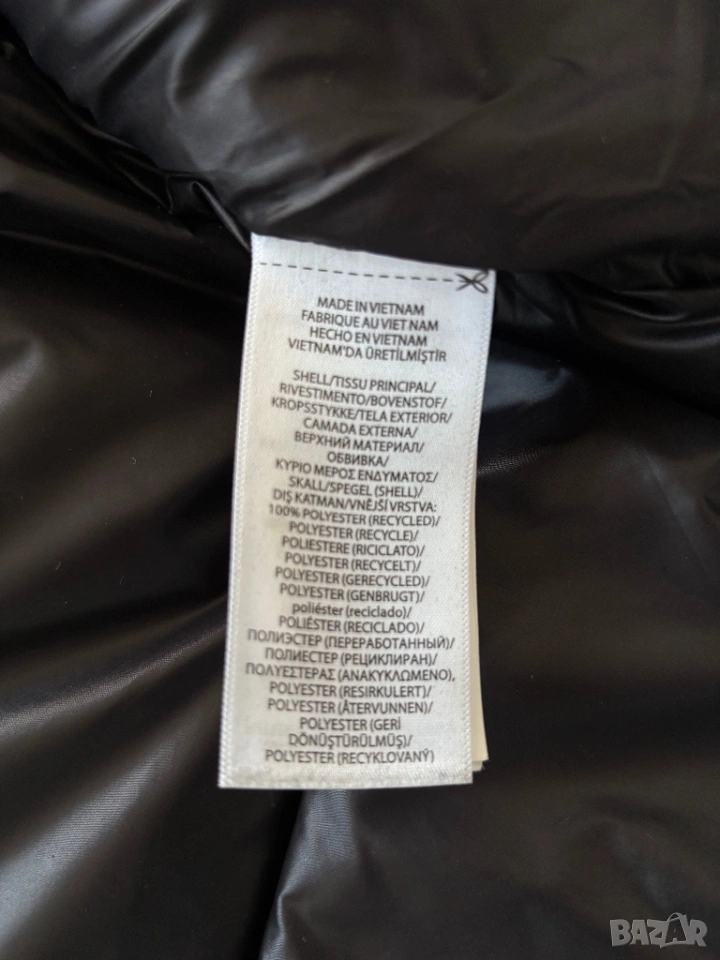 MADE IN VIETNAM
FABRIQUE AU VIET NAM
HECHO EN VIETNAM
VIETNAM'DA ÜRETİLMİŞTİR
SHELL/TISSU PRINCIPAL/
RIVESTIMENTO/BOVENSTOF/
KROPSSTYKKE/TELA EXTERIOR/
CAMADA EXTERNA/
ВЕРХНИЙ МАТЕРИАЛ/
ОБВИВКА/
ΚΥΡΙΟ ΜΕΡΟΣ ΕΝΔΥΜΑΤΟΣ/
SKALL/SPEGEL (SHELL)/
DIŞ KATMAN/VNĚJŠÍ VRSTVA:
100% POLYESTER (RECYCLED)/
POLYESTER (RECYCLE)/
POLIESTERE (RICICLATO)/
POLYESTER (RECYCELT)/
POLYESTER (GERECYCLED)/
POLYESTER (GENBRUGT)/
poliéster (reciclado)/
POLIÉSTER (RECICLADO)/
ПОЛИЭСТЕР (ПЕРЕРАБОТАННЫЙ)/
ПОЛИЕСТЕР (РЕЦИКЛИРАН)/
ΠΟΛΥΕΣΤΕΡΑΣ (ΑΝΑΚΥΚΛΩΜΕΝΟ),
POLYESTER (RESIRKULERT)/
POLYESTER (ÅTERVUNNEN)/
POLYESTER (GERİ
DÖNÜŞTÜRÜLMÜŞ)/
POLYESTER (RECYKLOVANÝ)
BAZAR